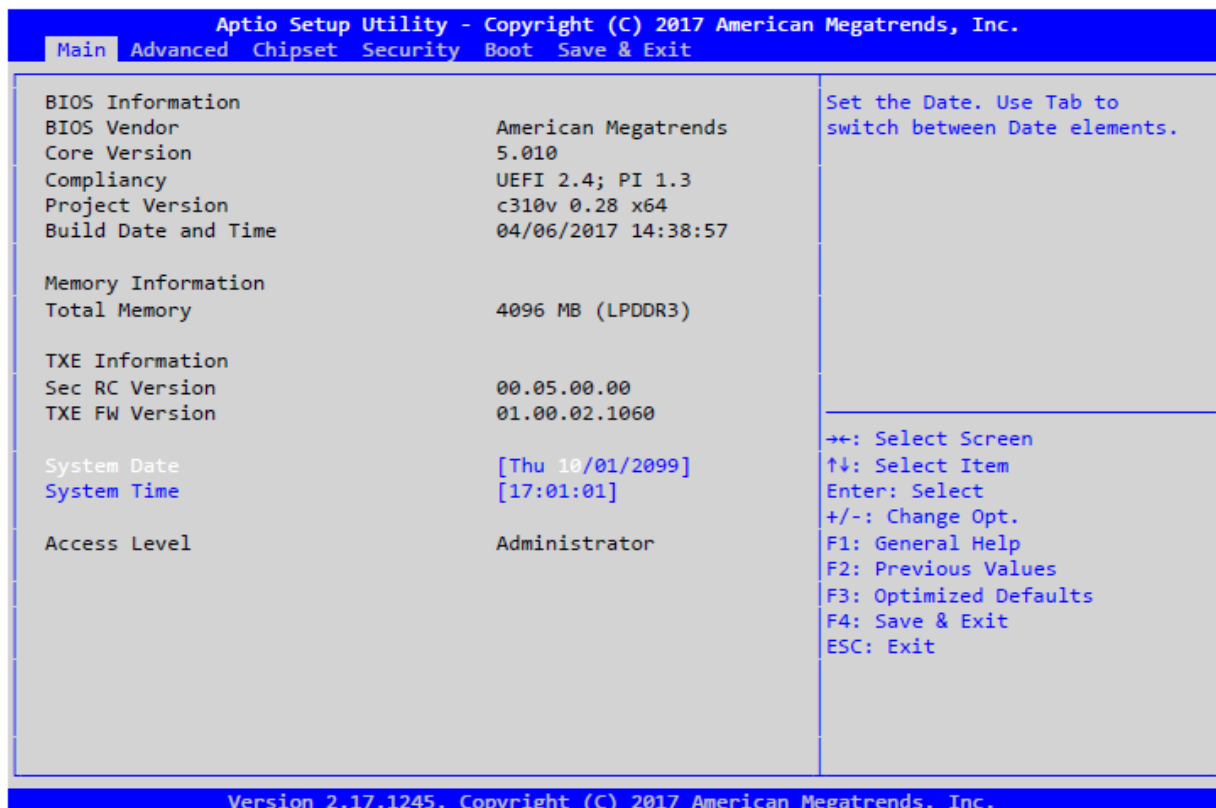 Aptio Setup Utility - Copyright (C) 2017 American Megatrends, Inc.
Main Advanced Chipset Security Boot Save & Exit
BIOS Information
BIOS Vendor American Megatrends
Core Version 5.010
Compliancy UEFI 2.4; PI 1.3
Project Version c310v 0.28 x64
Build Date and Time 04/06/2017 14:38:57
Memory Information
Total Memory 4096 MB (LPDDR3)
TXE Information
Sec RC Version 00.05.00.00
TXE FW Version 01.00.02.1060
System Date [Thu 10/01/2099]
System Time [17:01:01]
Access Level Administrator
Set the Date. Use Tab to
switch between Date elements.
→←: Select Screen
↑↓: Select Item
Enter: Select
+/-: Change Opt.
F1: General Help
F2: Previous Values
F3: Optimized Defaults
F4: Save & Exit
ESC: Exit
Version 2.17.1245. Copyright (C) 2017 American Megatrends, Inc.